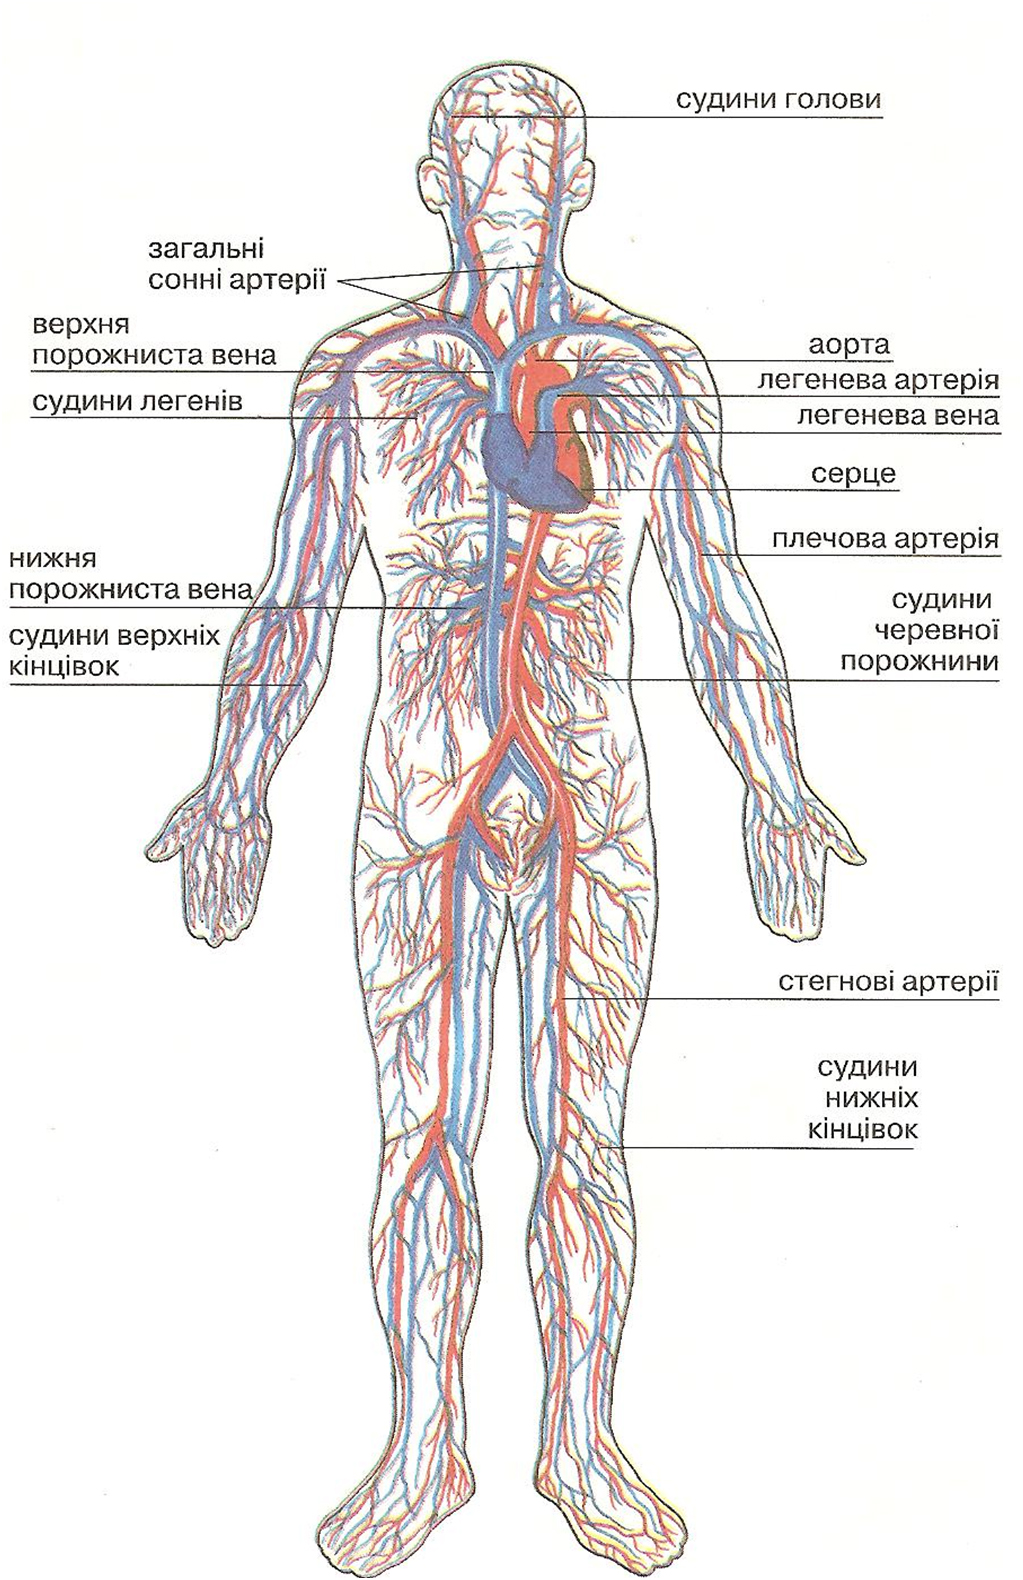 судини голови
загальні
сонні артерії
верхня
порожниста вена
судини легенів
аорта
легенева артерія
легенева вена
серце
плечова артерія
нижня
порожниста вена
судини верхніх
кінцівок
судини
черевної
порожнини
стегнові артерії
судини
нижніх
кінцівок